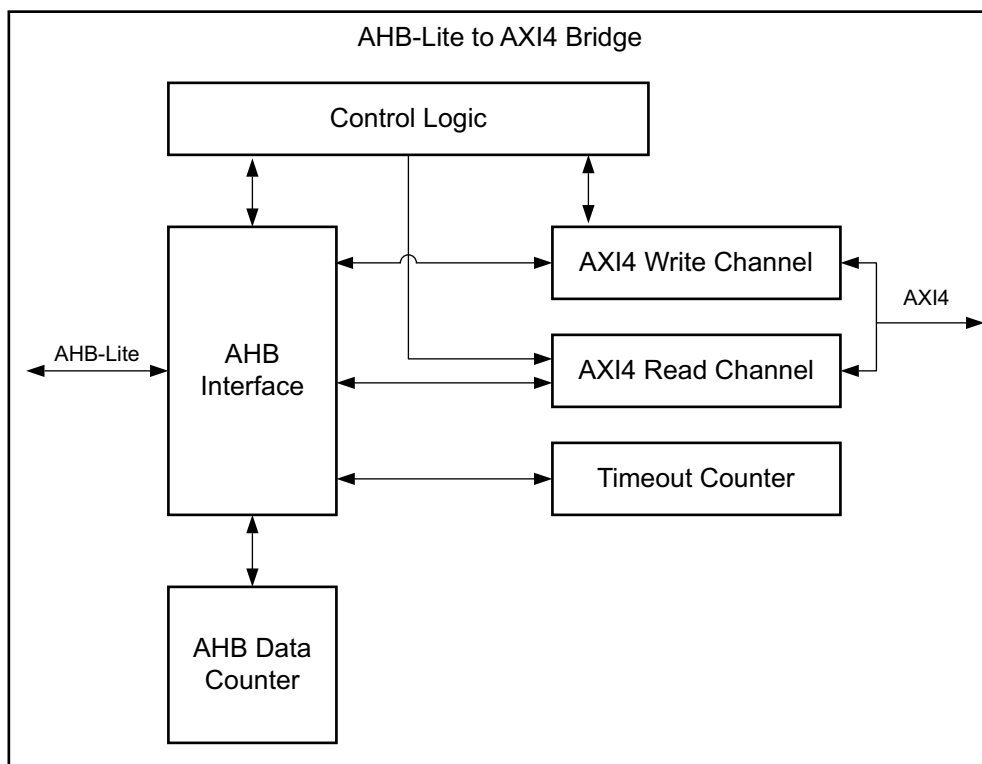 AHB-Lite to AXI4 Bridge
Control Logic
AXI4 Write Channel
AXI4
AHB-Lite
AHB
Interface
AXI4 Read Channel
Timeout Counter
AHB Data
Counter